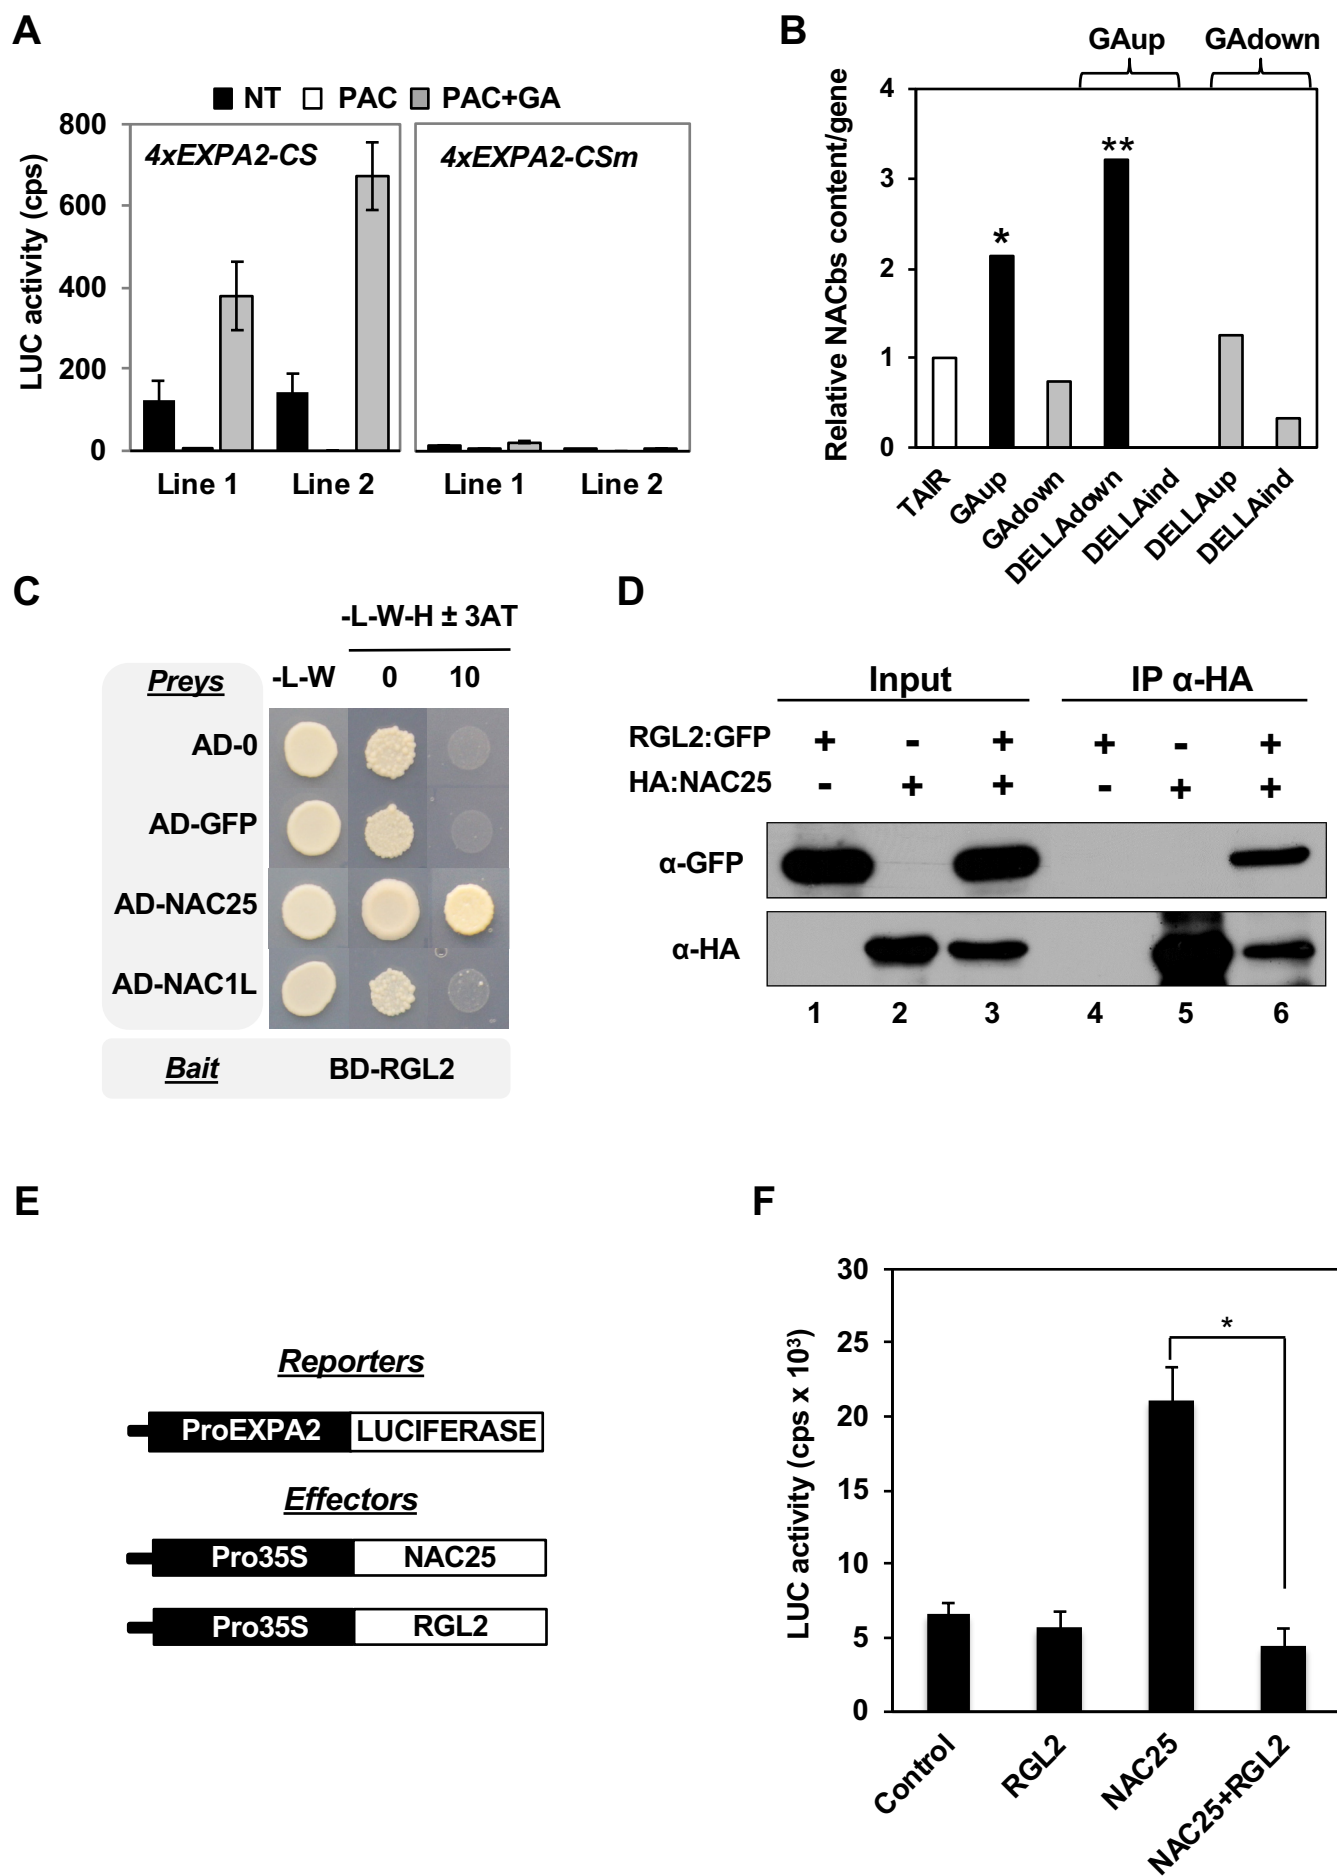 A
NT PAC PAC+GA
4xEXPA2-CS
4xEXPA2-CSm
LUC activity (cps)
800
600
400
200
0
Line 1 Line 2 Line 1 Line 2
B
GAup GAdown
Relative NACbs content/gene
4
3
2
1
0
*
**
TAIR
GAup
GAdown
DELLAdown
DELLAind
DELLAup
DELLAind
C
-L-W-H ± 3AT
Preys -L-W 0 10
AD-0
AD-GFP
AD-NAC25
AD-NAC1L
Bait BD-RGL2
D
Input IP α-HA
RGL2:GFP + - + + - +
HA:NAC25 - + + - + +
α-GFP
α-HA
1 2 3 4 5 6
E
Reporters
ProEXPA2 LUCIFERASE
Effectors
Pro35S NAC25
Pro35S RGL2
F
LUC activity (cps x 10³)
30
25
20
15
10
5
0
*
Control
RGL2
NAC25
NAC25+RGL2